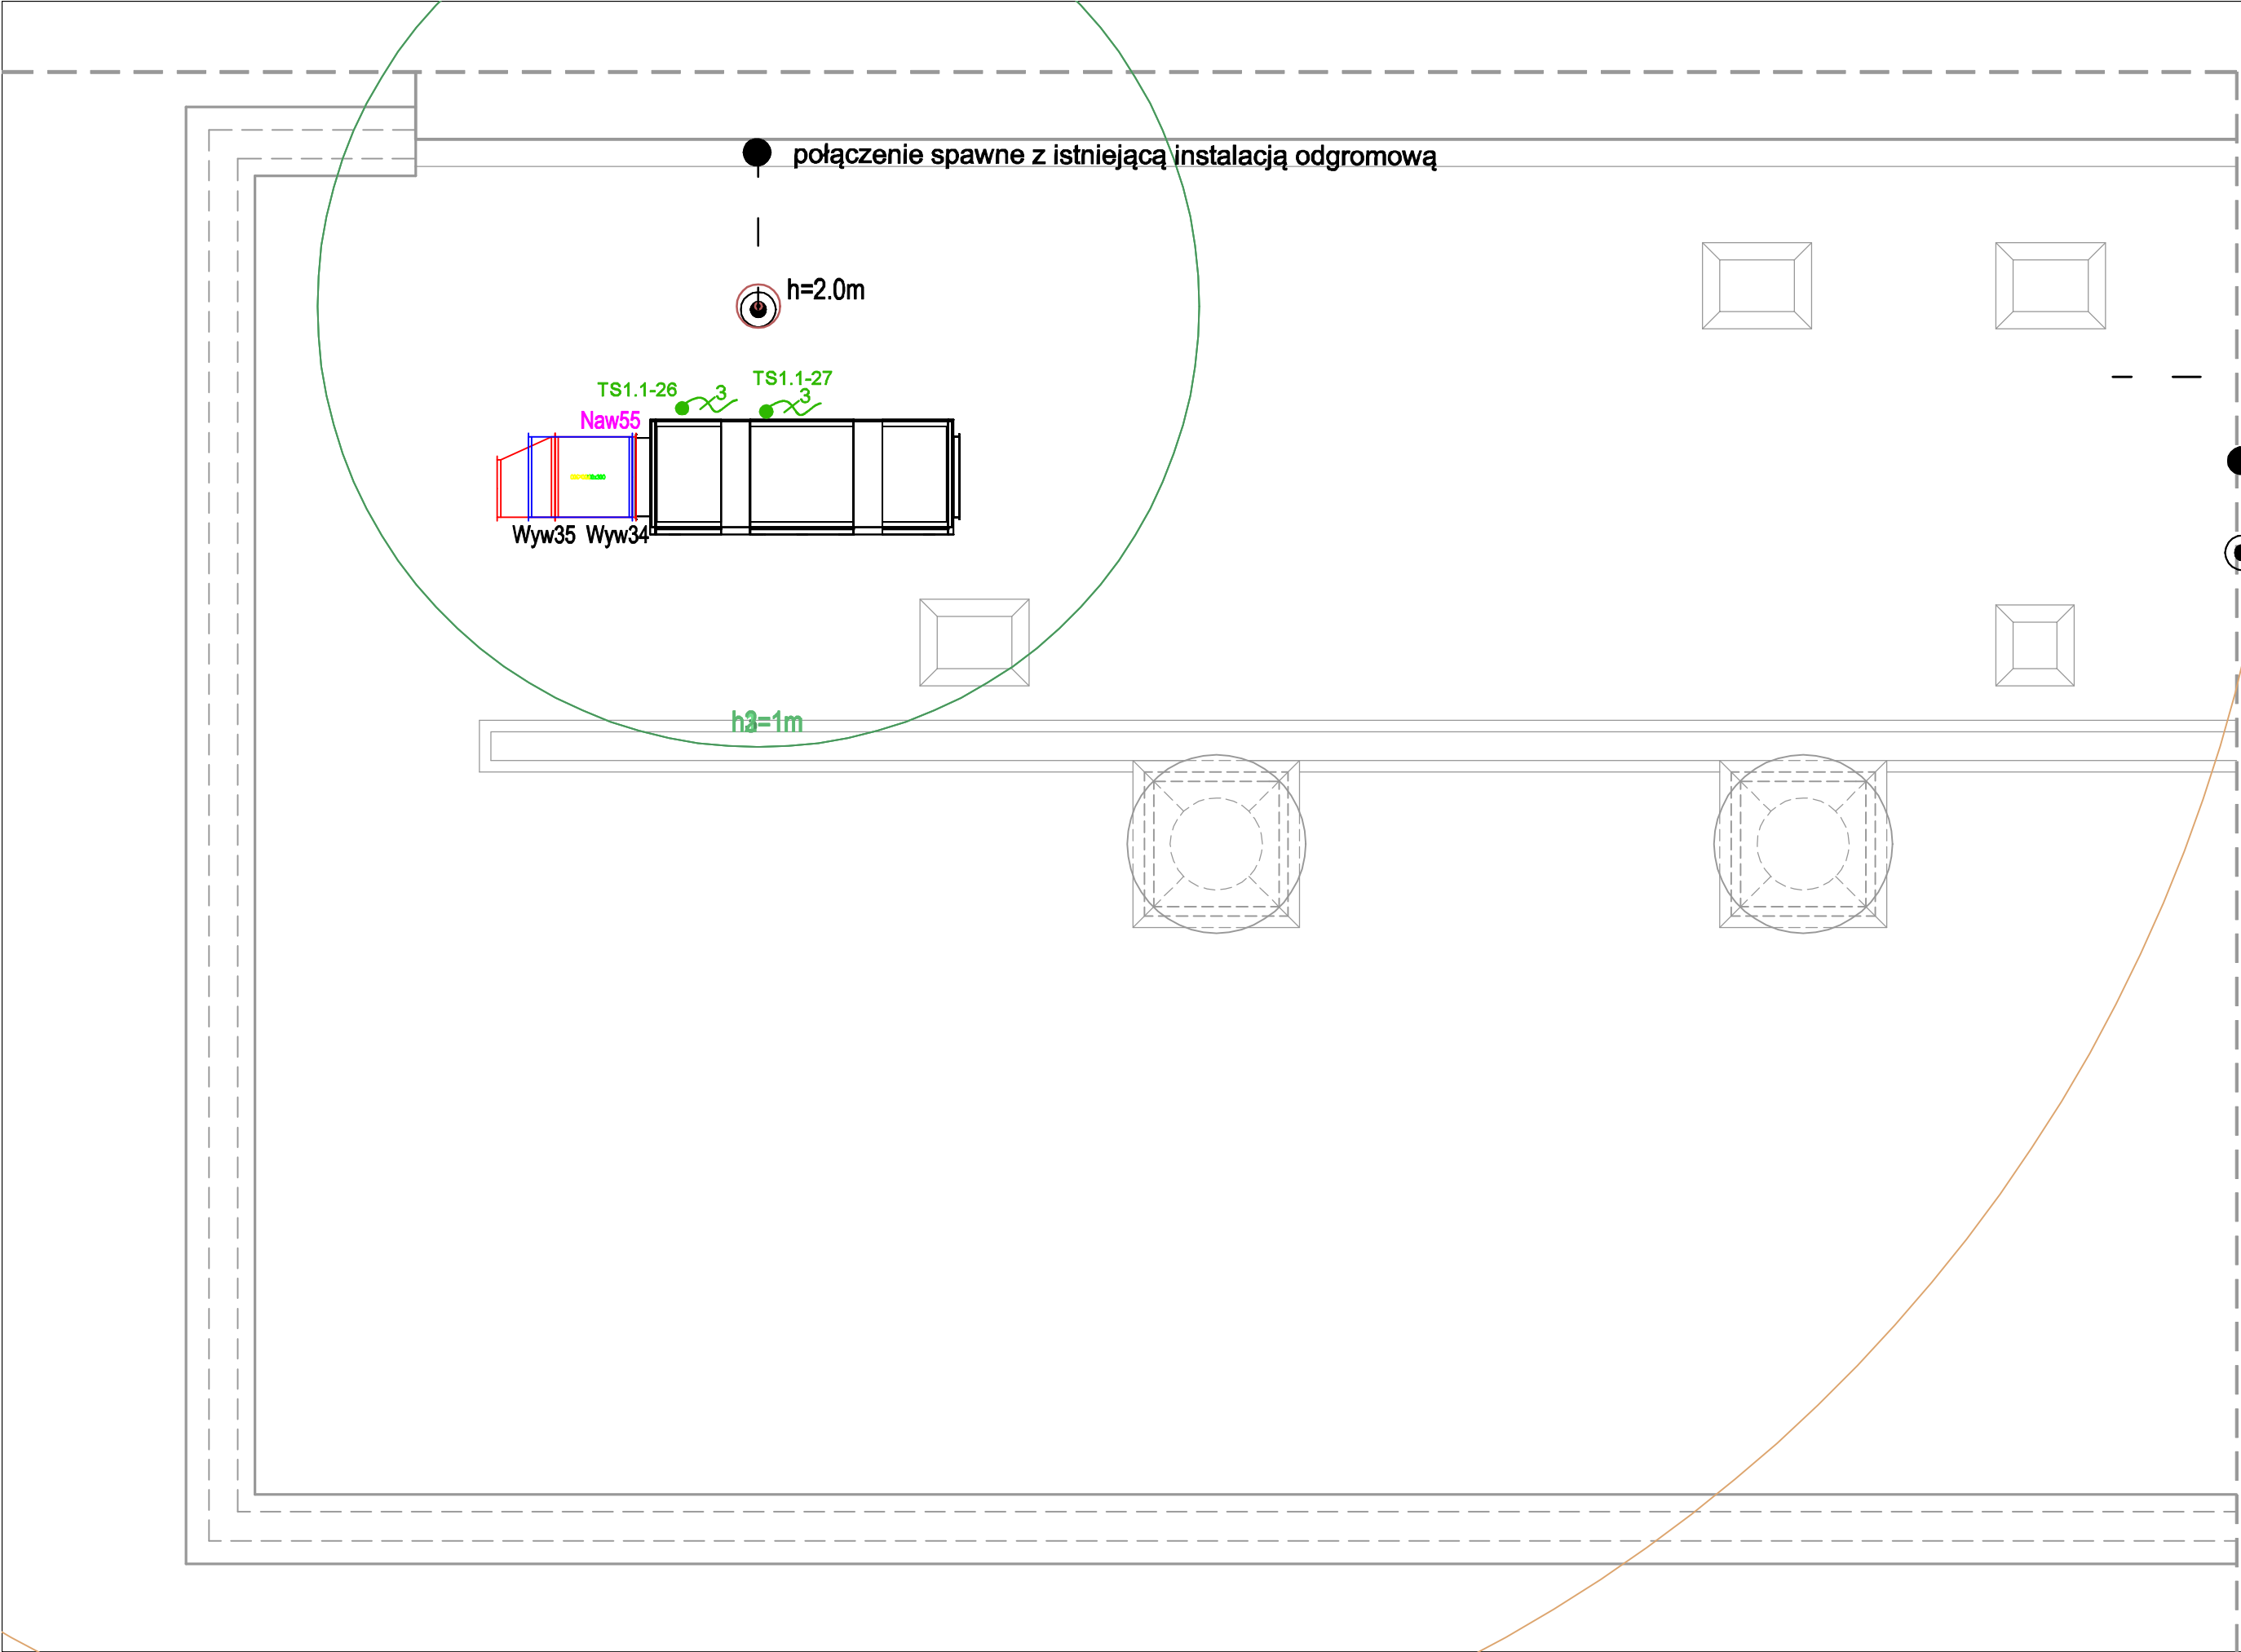 połączenie spawne z istniejącą instalacją odgromową
h=2.0m
TS1.1-26
3
TS1.1-27
3
Naw55
Wyw35
Wyw34